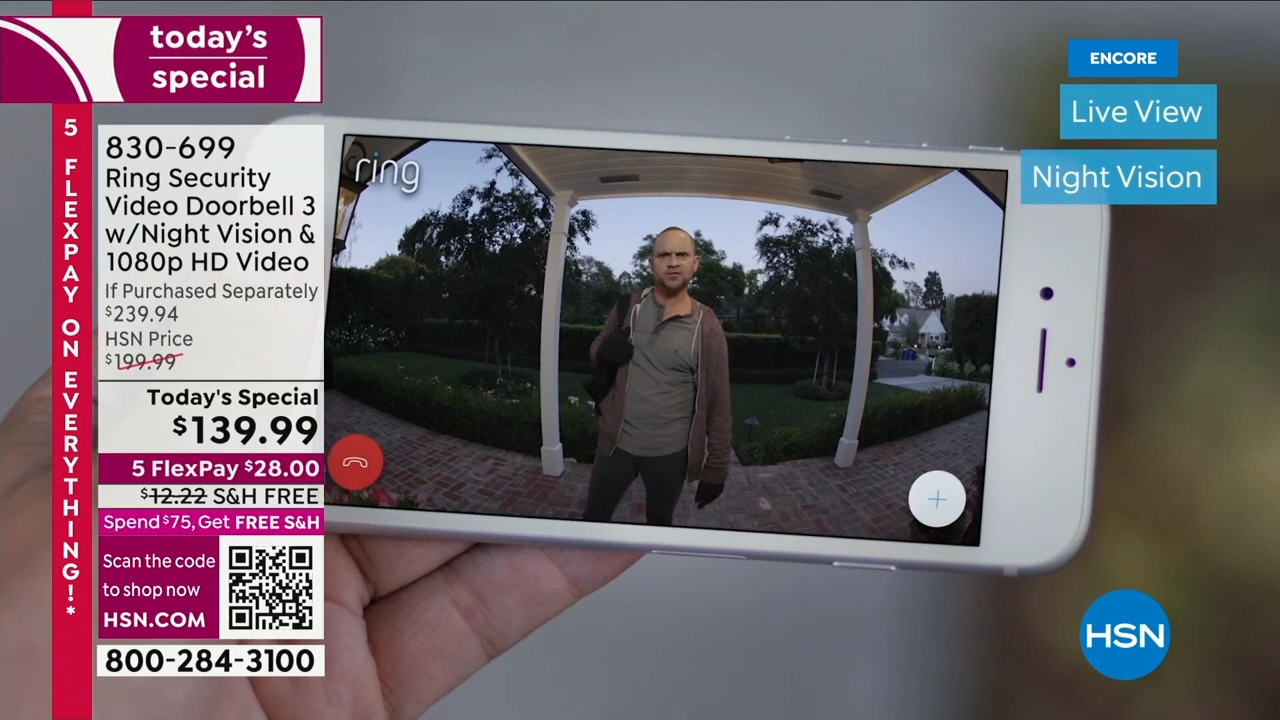 today's
special
5 FLEXPAY ON EVERYTHING!*
830-699
Ring Security
Video Doorbell 3
w/Night Vision &
1080p HD Video
If Purchased Separately
$239.94
HSN Price
$199.99
Today's Special
$139.99
5 FlexPay $28.00
$12.22 S&H FREE
Spend $75, Get FREE S&H
Scan the code
to shop now
HSN.COM
800-284-3100
ring
ENCORE
Live View
Night Vision
HSN